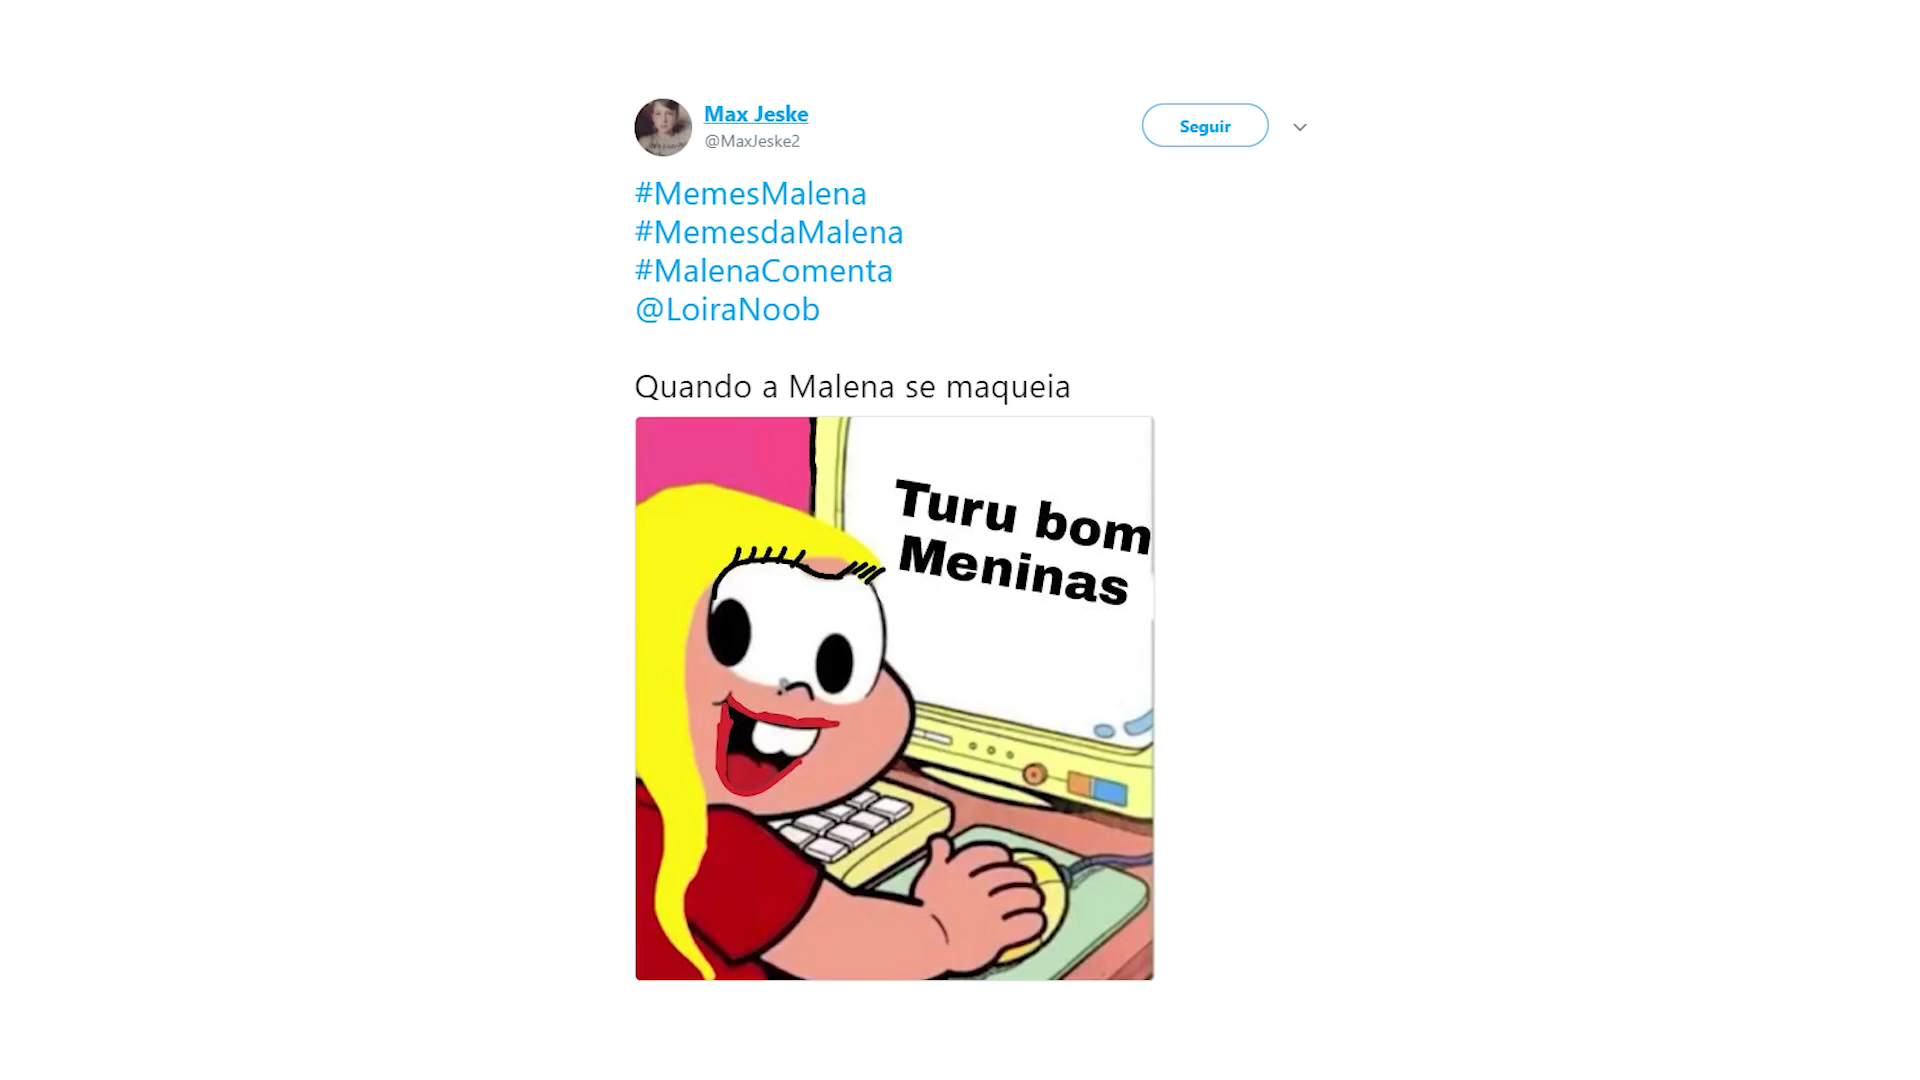 Max Jeske
@MaxJeske2
Seguir
#MemesMalena
#MemesdaMalena
#MalenaComenta
@LoiraNoob
Quando a Malena se maqueia
Turu bom
Meninas